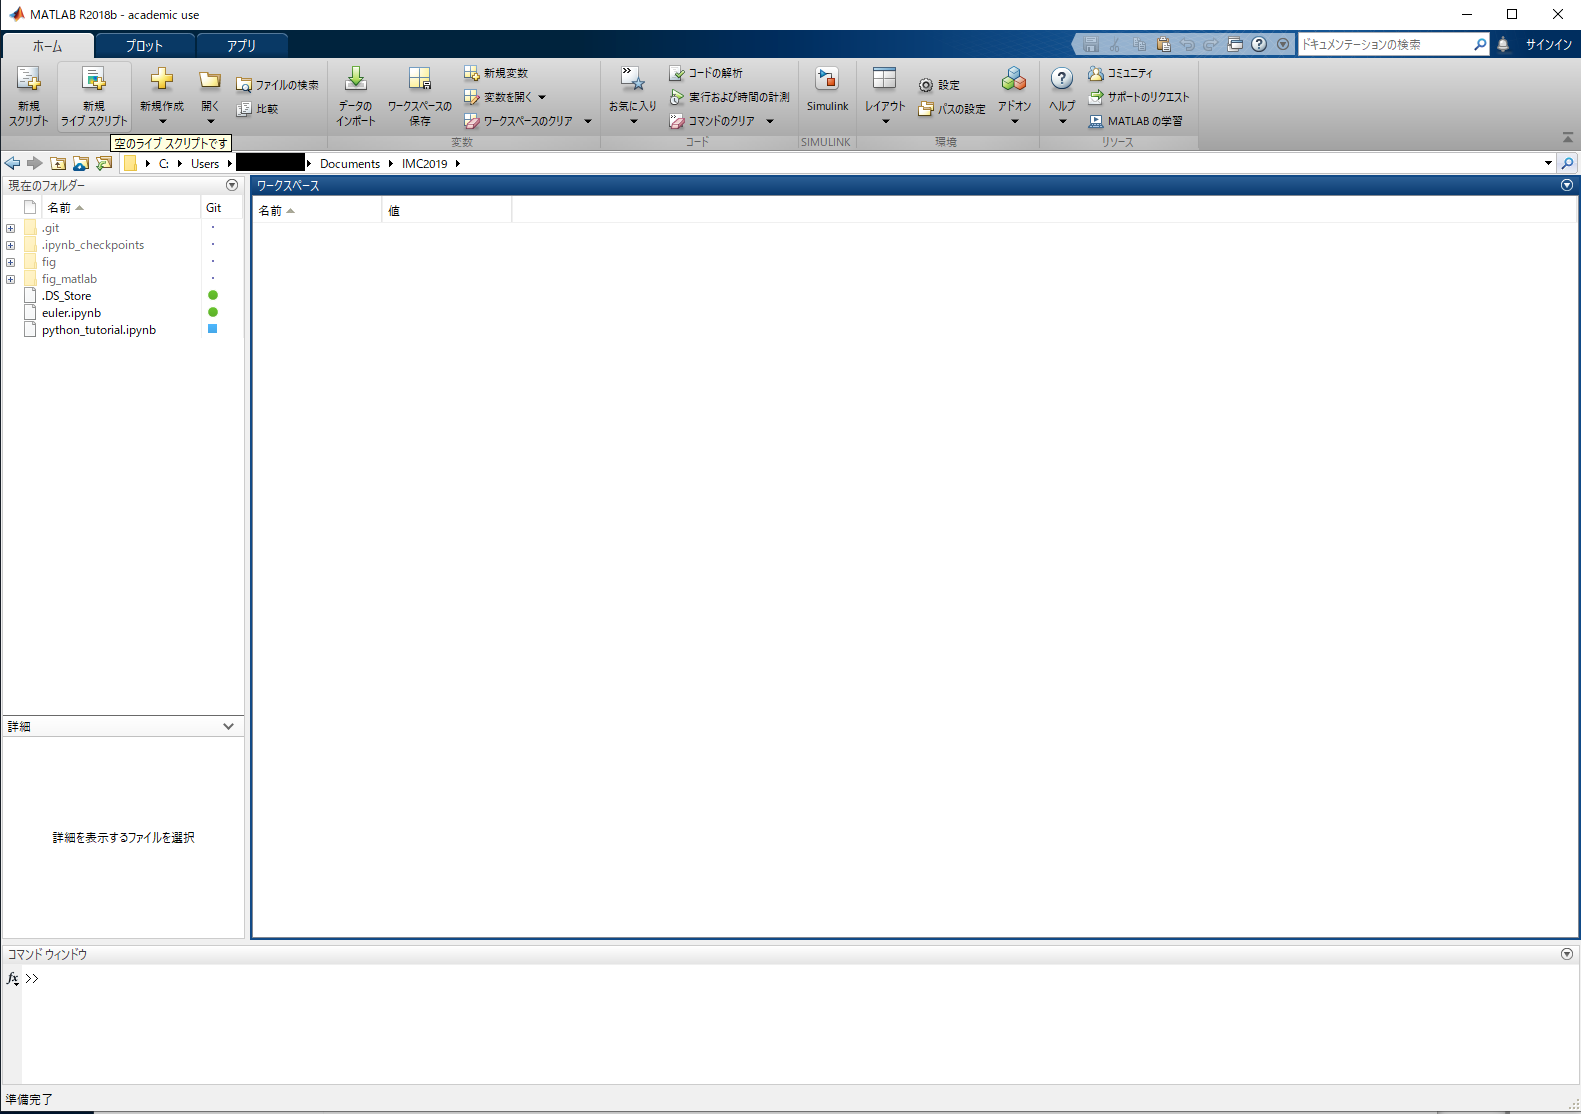 MATLAB R2018b - academic use
ホーム プロット アプリ ドキュメンテーションの検索 サインイン
新規
スクリプト
新規
ライブ スクリプト
新規作成
開く
ファイルの検索
比較
データの
インポート
ワークスペースの
保存
新規変数
変数を開く
ワークスペースのクリア
お気に入り
コードの解析
実行および時間の計測
コマンドのクリア
Simulink
レイアウト
設定
パスの設定
アドオン
ヘルプ
コミュニティ
サポートのリクエスト
MATLAB の学習
変数 コード SIMULINK 環境 リソース
空のライブ スクリプトです
C: Users Documents IMC2019
現在のフォルダー
名前 Git
.git
.ipynb_checkpoints
fig
fig_matlab
.DS_Store
euler.ipynb
python_tutorial.ipynb
詳細
詳細を表示するファイルを選択
ワークスペース
名前 値
コマンド ウィンドウ
fx >>
準備完了